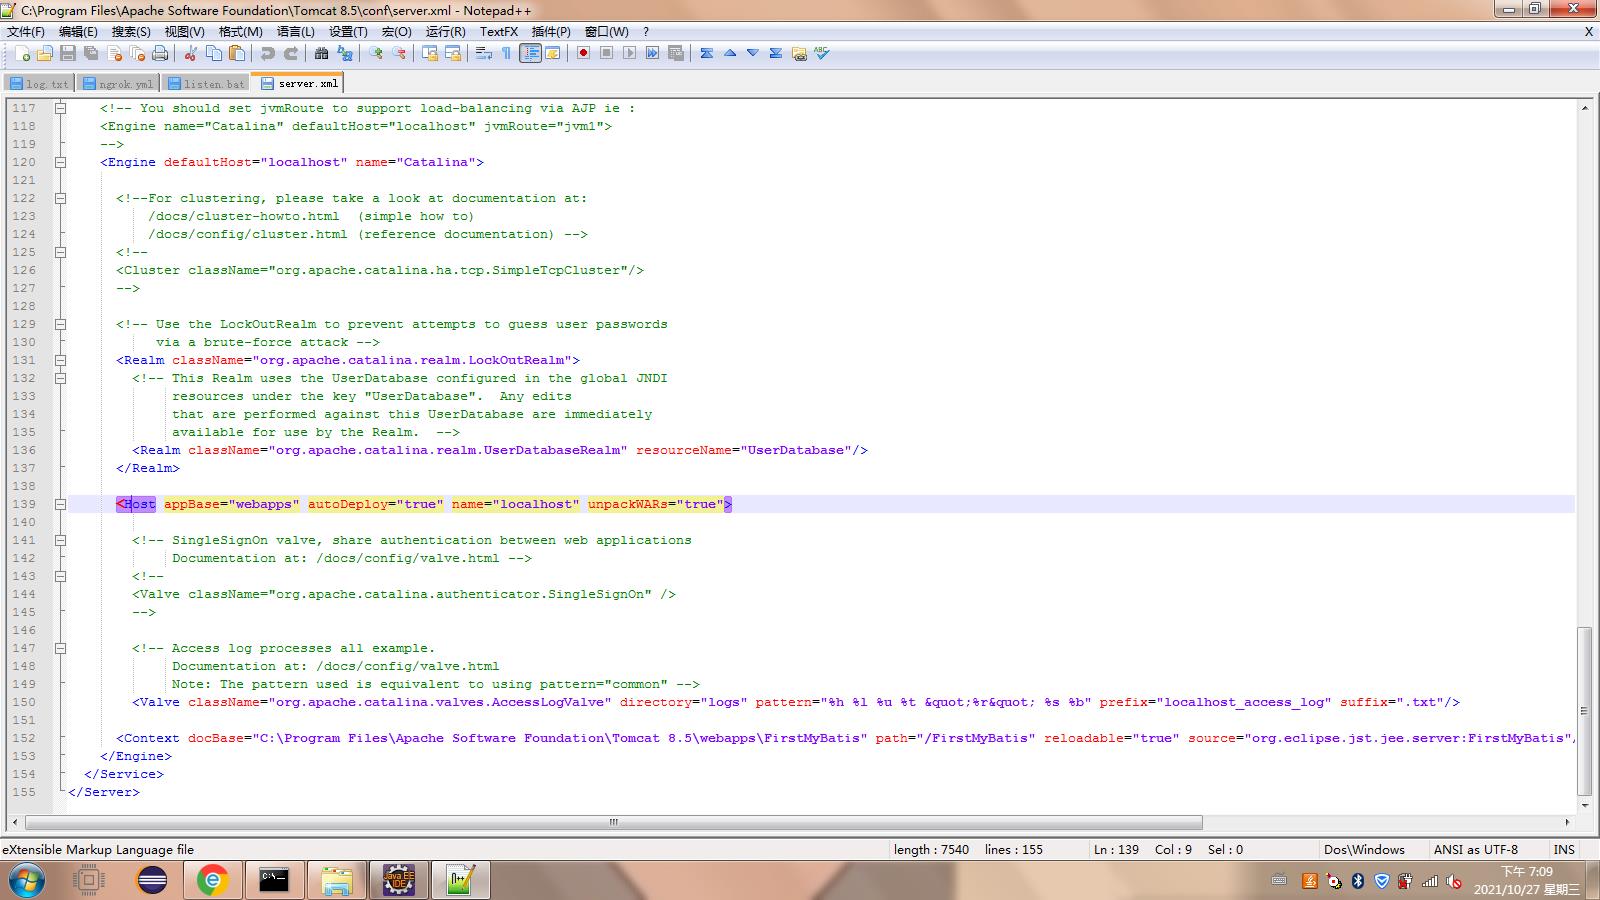 C:\Program Files\Apache Software Foundation\Tomcat 8.5\conf\server.xml - Notepad++
文件(F) 编辑(E) 搜索(S) 视图(V) 格式(M) 语言(L) 设置(T) 宏(O) 运行(R) TextFX 插件(P) 窗口(W) ? X
log.txt ngrok.yml listen.bat server.xml
117 <!-- You should set jvmRoute to support load-balancing via AJP ie :
118 <Engine name="Catalina" defaultHost="localhost" jvmRoute="jvm1">
119 -->
120 <Engine defaultHost="localhost" name="Catalina">
121
122 <!--For clustering, please take a look at documentation at:
123 /docs/cluster-howto.html (simple how to)
124 /docs/config/cluster.html (reference documentation) -->
125 <!--
126 <Cluster className="org.apache.catalina.ha.tcp.SimpleTcpCluster"/>
127 -->
128
129 <!-- Use the LockOutRealm to prevent attempts to guess user passwords
130 via a brute-force attack -->
131 <Realm className="org.apache.catalina.realm.LockOutRealm">
132 <!-- This Realm uses the UserDatabase configured in the global JNDI
133 resources under the key "UserDatabase". Any edits
134 that are performed against this UserDatabase are immediately
135 available for use by the Realm. -->
136 <Realm className="org.apache.catalina.realm.UserDatabaseRealm" resourceName="UserDatabase"/>
137 </Realm>
138
139 <Host appBase="webapps" autoDeploy="true" name="localhost" unpackWARs="true">
140
141 <!-- SingleSignOn valve, share authentication between web applications
142 Documentation at: /docs/config/valve.html -->
143 <!--
144 <Valve className="org.apache.catalina.authenticator.SingleSignOn" />
145 -->
146
147 <!-- Access log processes all example.
148 Documentation at: /docs/config/valve.html
149 Note: The pattern used is equivalent to using pattern="common" -->
150 <Valve className="org.apache.catalina.valves.AccessLogValve" directory="logs" pattern="%h %l %u %t &quot;%r&quot; %s %b" prefix="localhost_access_log" suffix=".txt"/>
151
152 <Context docBase="C:\Program Files\Apache Software Foundation\Tomcat 8.5\webapps\FirstMyBatis" path="/FirstMyBatis" reloadable="true" source="org.eclipse.jst.jee.server:FirstMyBatis"/
153 </Engine>
154 </Service>
155 </Server>
eXtensible Markup Language file length : 7540 lines : 155 Ln : 139 Col : 9 Sel : 0 Dos\Windows ANSI as UTF-8 INS
C:\ Java EE IDE N++
下午 7:09
2021/10/27 星期三